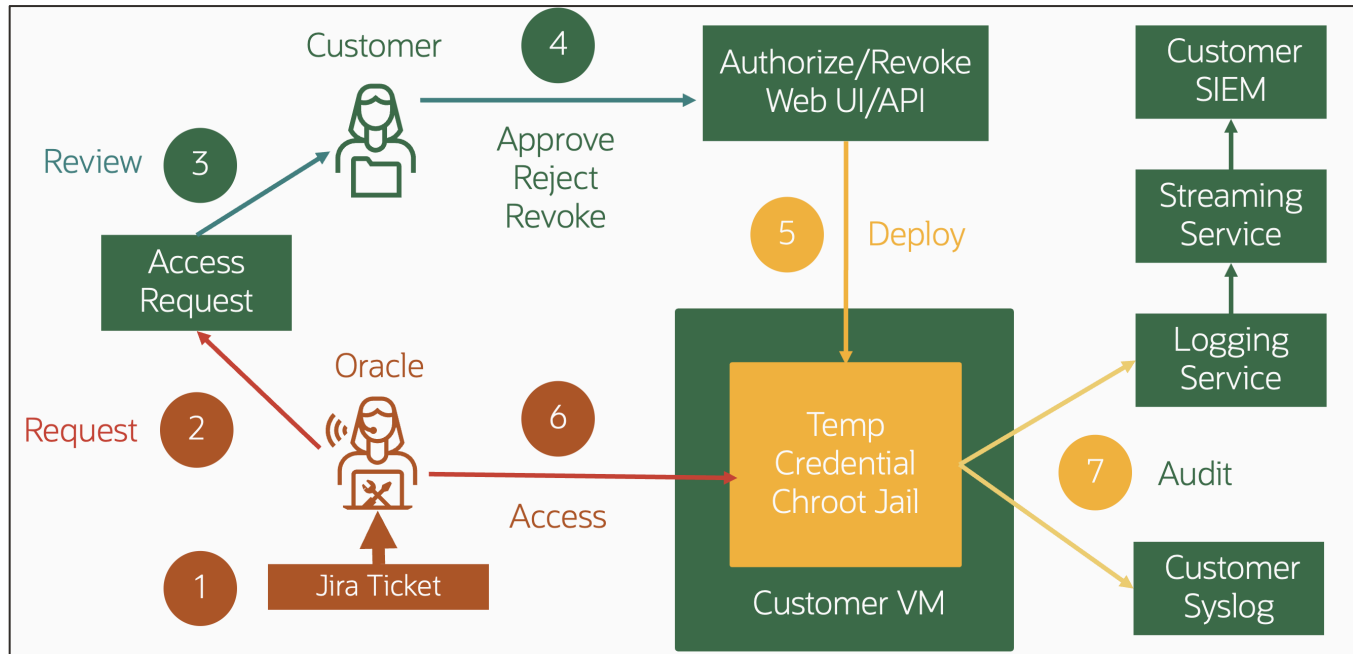 Customer
4
Authorize/Revoke
Web UI/API
Customer
SIEM
Review
3
Approve
Reject
Revoke
5
Deploy
Streaming
Service
Access
Request
Logging
Service
Oracle
Request
2
6
Access
Temp
Credential
Chroot Jail
7
Audit
1
Jira Ticket
Customer VM
Customer
Syslog